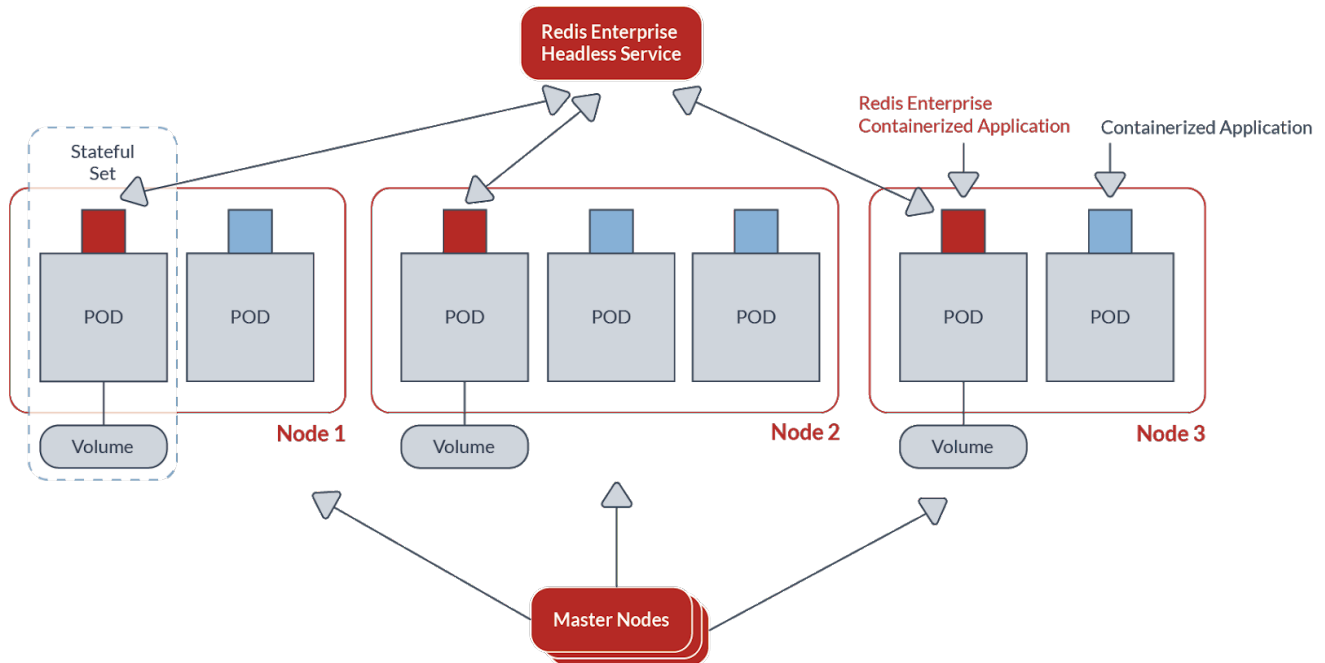 Redis Enterprise
Headless Service
Redis Enterprise
Containerized Application
Containerized Application
Stateful
Set
POD
POD
POD
POD
POD
POD
POD
Volume
Node 1
Volume
Node 2
Volume
Node 3
Master Nodes